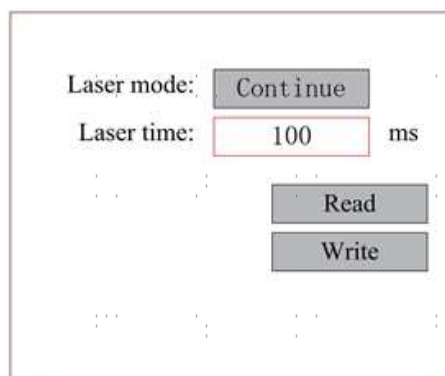 Laser mode: Continue
Laser time: 100 ms
Read
Write